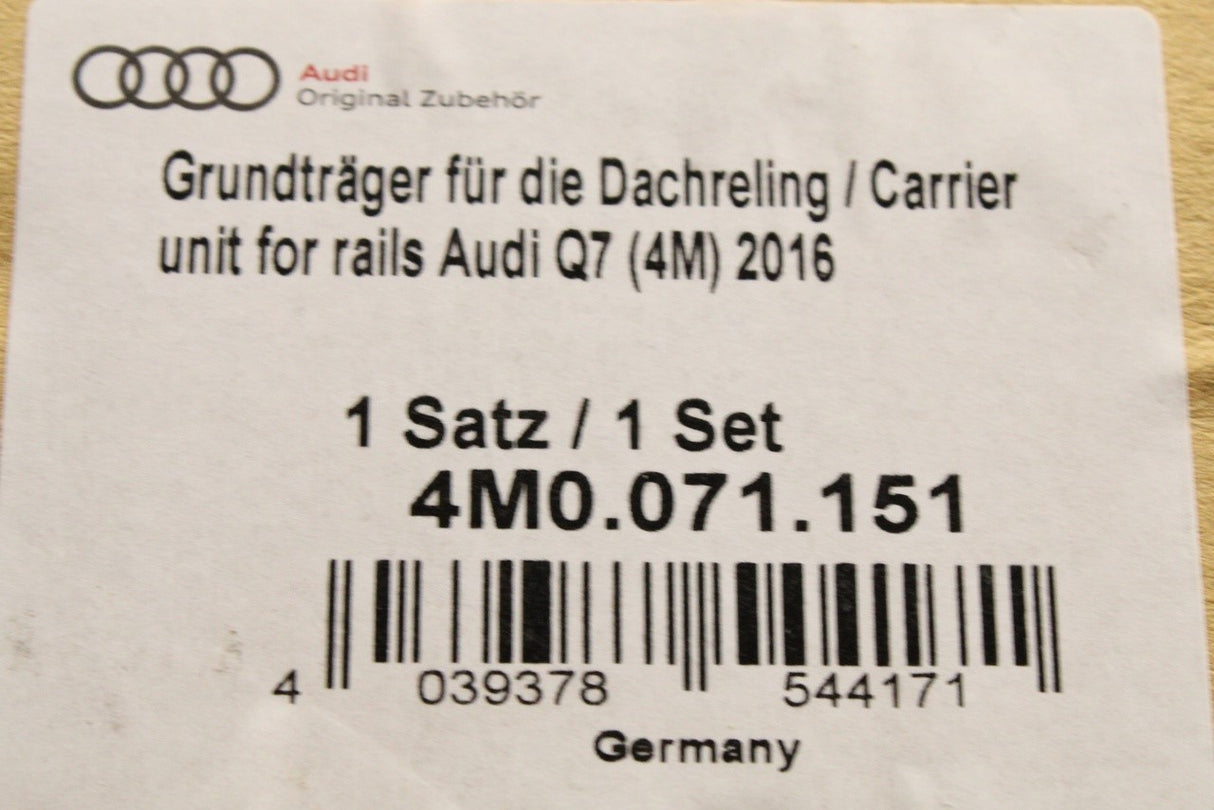 Audi
Original Zubehör
Grundträger für die Dachreling / Carrier
unit for rails Audi Q7 (4M) 2016
1 Satz / 1 Set
4M0.071.151
4 039378 544171
Germany